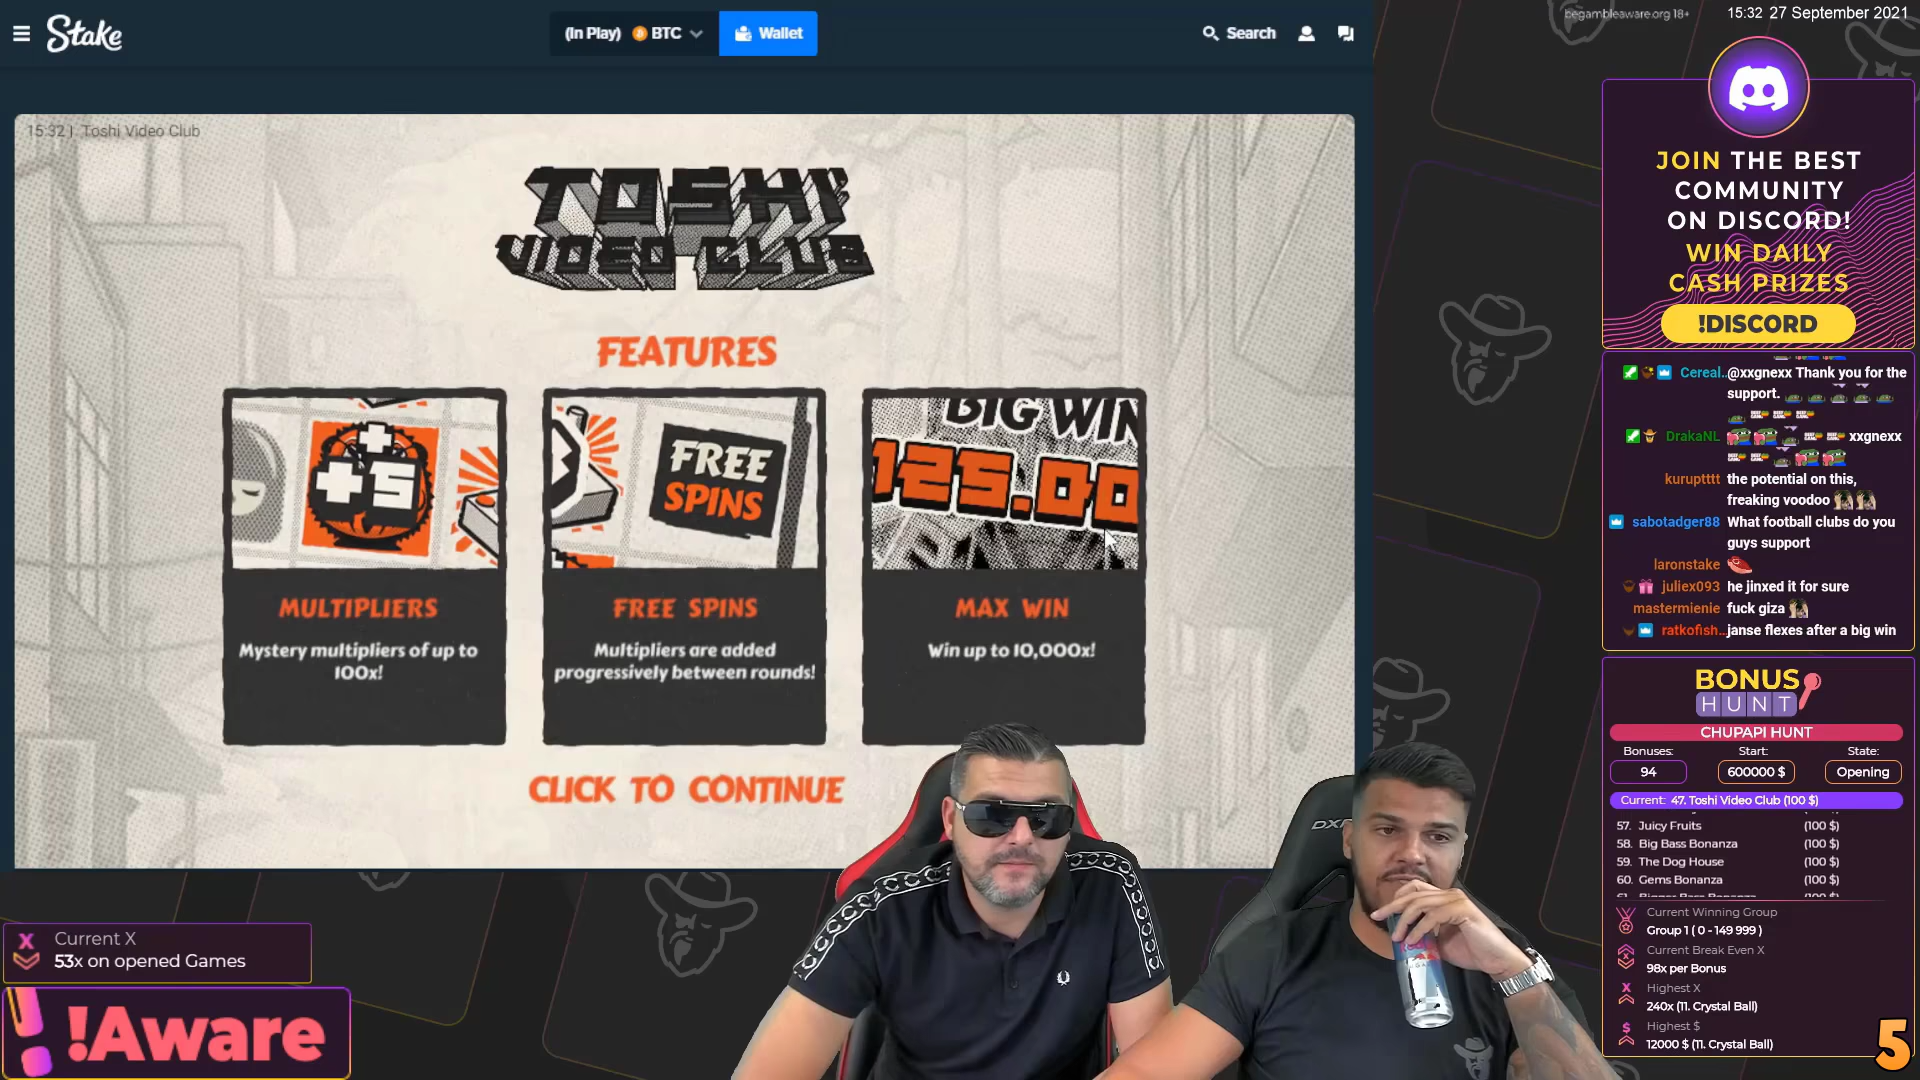 Stake
(In Play) BTC
Wallet
Search
begambleaware.org 18+
15:32 27 September 2021
15:32 | Toshi Video Club
TOSHI
VIDEO CLUB
FEATURES
+5
FREE
SPINS
BIG WIN
125.00
MULTIPLIERS
Mystery multipliers of up to
100x!
FREE SPINS
Multipliers are added
progressively between rounds!
MAX WIN
Win up to 10,000x!
CLICK TO CONTINUE
JOIN THE BEST
COMMUNITY
ON DISCORD!
WIN DAILY
CASH PRIZES
!DISCORD
Cereal.. @xxgnexx Thank you for the
support.
DrakaNL xxgnexx
kuruptttt the potential on this,
freaking voodoo
sabotadger88 What football clubs do you
guys support
laronstake
juliex093 he jinxed it for sure
mastermienie fuck giza
ratkofish.. janse flexes after a big win
BONUS
HUNT
CHUPAPI HUNT
Bonuses: Start: State:
94 600000 $ Opening
Current: 47. Toshi Video Club (100 $)
57. Juicy Fruits (100 $)
58. Big Bass Bonanza (100 $)
59. The Dog House (100 $)
60. Gems Bonanza (100 $)
Current Winning Group
Group 1 ( 0 - 149 999 )
Current Break Even X
98x per Bonus
Highest X
240x (11. Crystal Ball)
Highest $
12000 $ (11. Crystal Ball)
5
Current X
53x on opened Games
!Aware